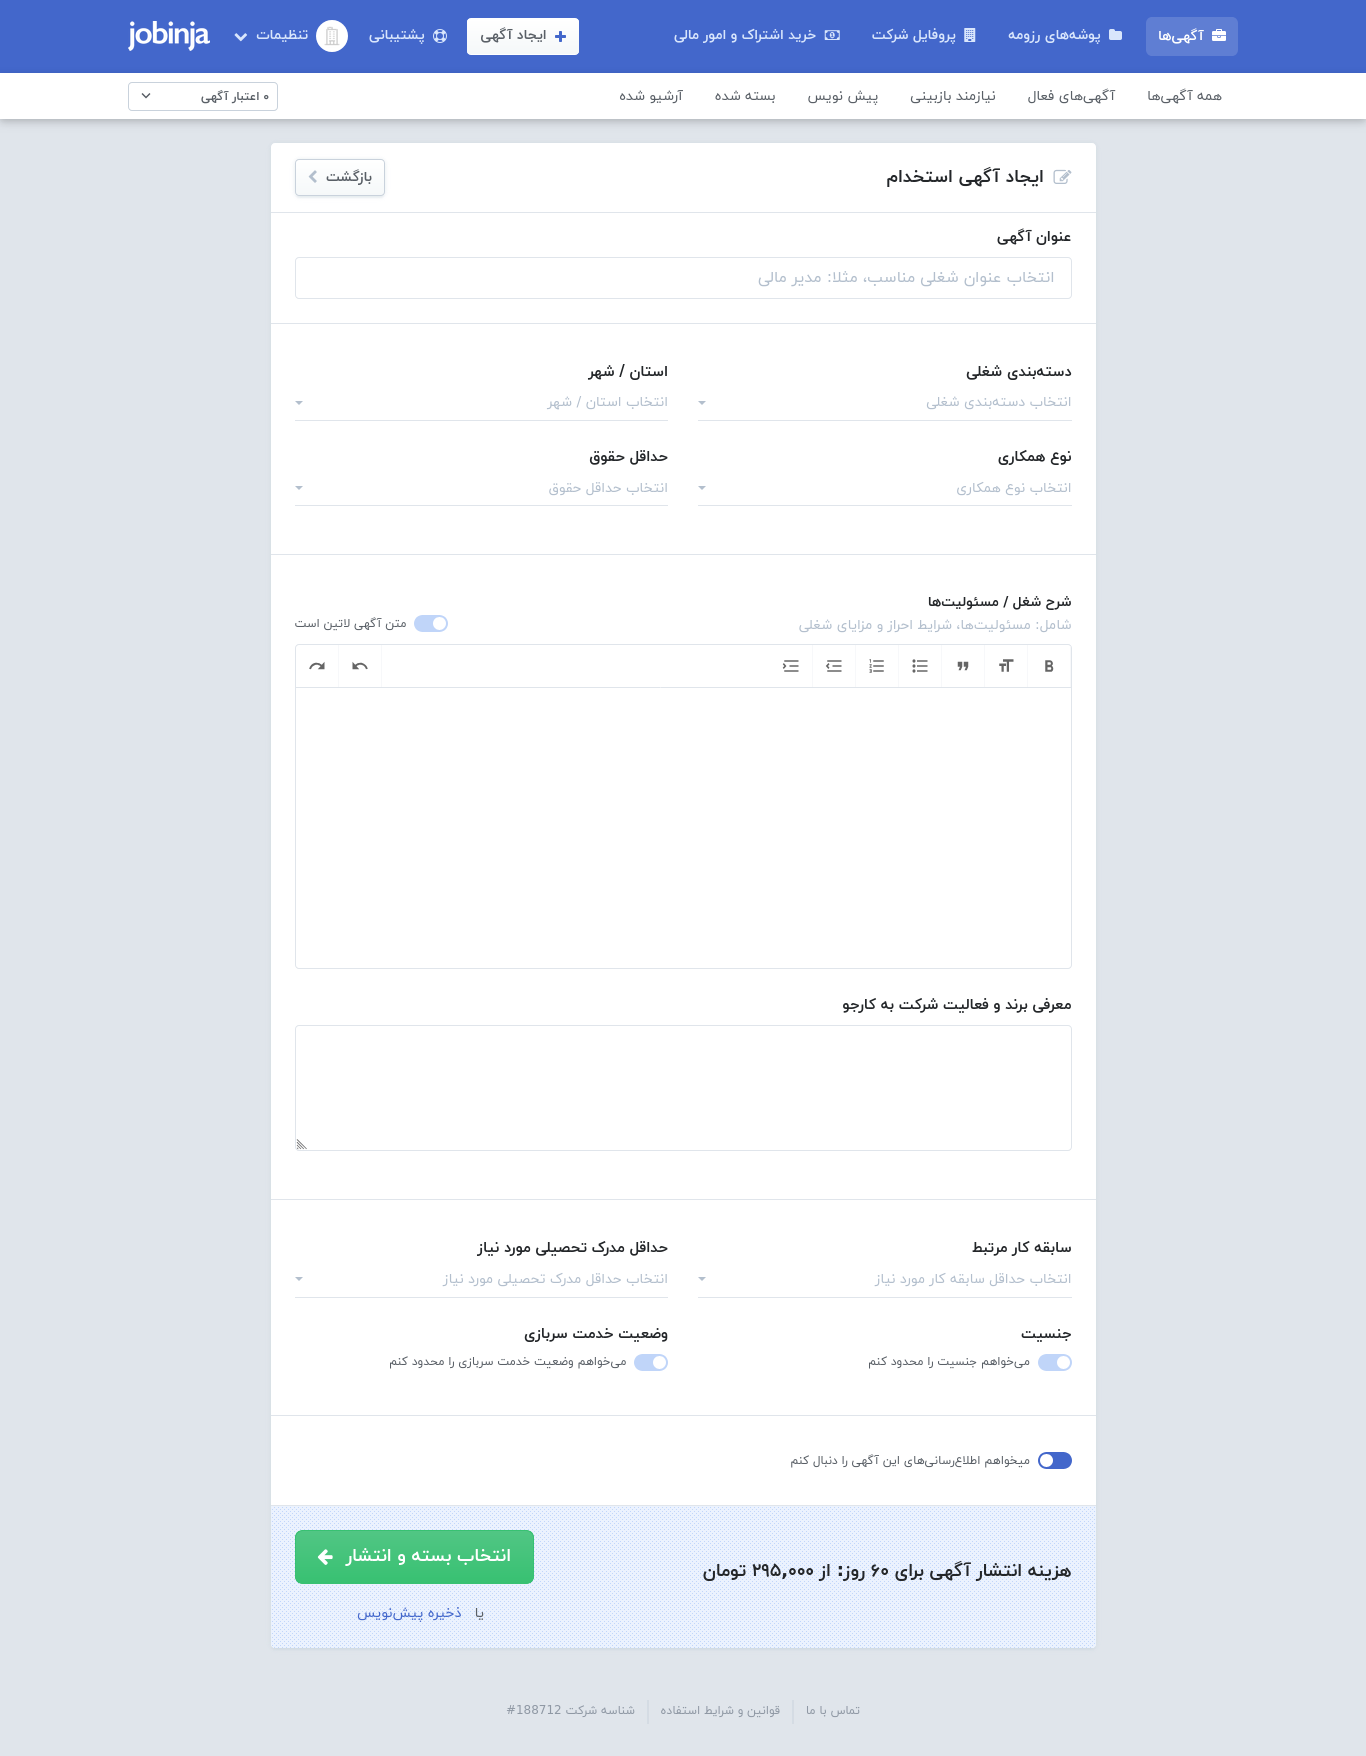 آگهی‌ها
پوشه‌های رزومه
پروفایل شرکت
خرید اشتراک و امور مالی
ایجاد آگهی
پشتیبانی
تنظیمات
jobinja
همه آگهی‌ها
آگهی‌های فعال
نیازمند بازبینی
پیش نویس
بسته شده
آرشیو شده
۰ اعتبار آگهی
ایجاد آگهی استخدام
بازگشت
عنوان آگهی
انتخاب عنوان شغلی مناسب، مثلا: مدیر مالی
دسته‌بندی شغلی
استان / شهر
انتخاب دسته‌بندی شغلی
انتخاب استان / شهر
نوع همکاری
حداقل حقوق
انتخاب نوع همکاری
انتخاب حداقل حقوق
شرح شغل / مسئولیت‌ها
شامل: مسئولیت‌ها، شرایط احراز و مزایای شغلی
متن آگهی لاتین است
معرفی برند و فعالیت شرکت به کارجو
سابقه کار مرتبط
حداقل مدرک تحصیلی مورد نیاز
انتخاب حداقل سابقه کار مورد نیاز
انتخاب حداقل مدرک تحصیلی مورد نیاز
جنسیت
وضعیت خدمت سربازی
می‌خواهم جنسیت را محدود کنم
می‌خواهم وضعیت خدمت سربازی را محدود کنم
میخواهم اطلاع‌رسانی‌های این آگهی را دنبال کنم
هزینه انتشار آگهی برای ۶۰ روز: از ۲۹۵,۰۰۰ تومان
انتخاب بسته و انتشار
یا ذخیره پیش‌نویس
تماس با ما
قوانین و شرایط استفاده
شناسه شرکت 188712#